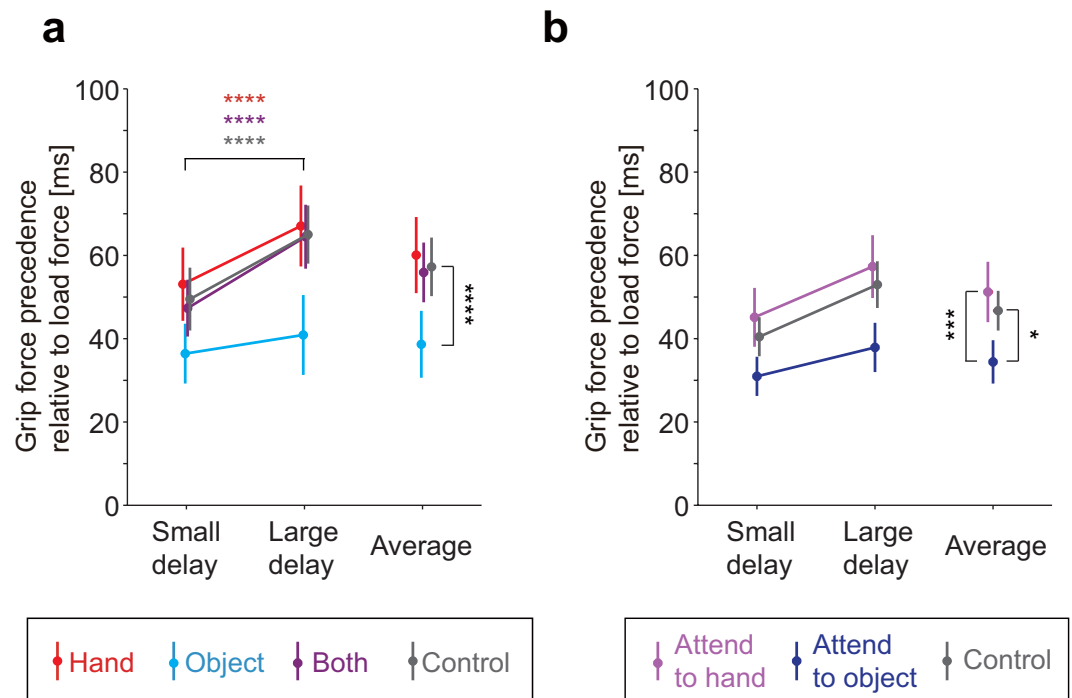 a
Grip force precedence
relative to load force [ms]
100
80
60
40
20
0
****
****
****
****
Small
delay
Large
delay
Average
Hand
Object
Both
Control
b
Grip force precedence
relative to load force [ms]
100
80
60
40
20
0
***
*
Small
delay
Large
delay
Average
Attend
to hand
Attend
to object
Control